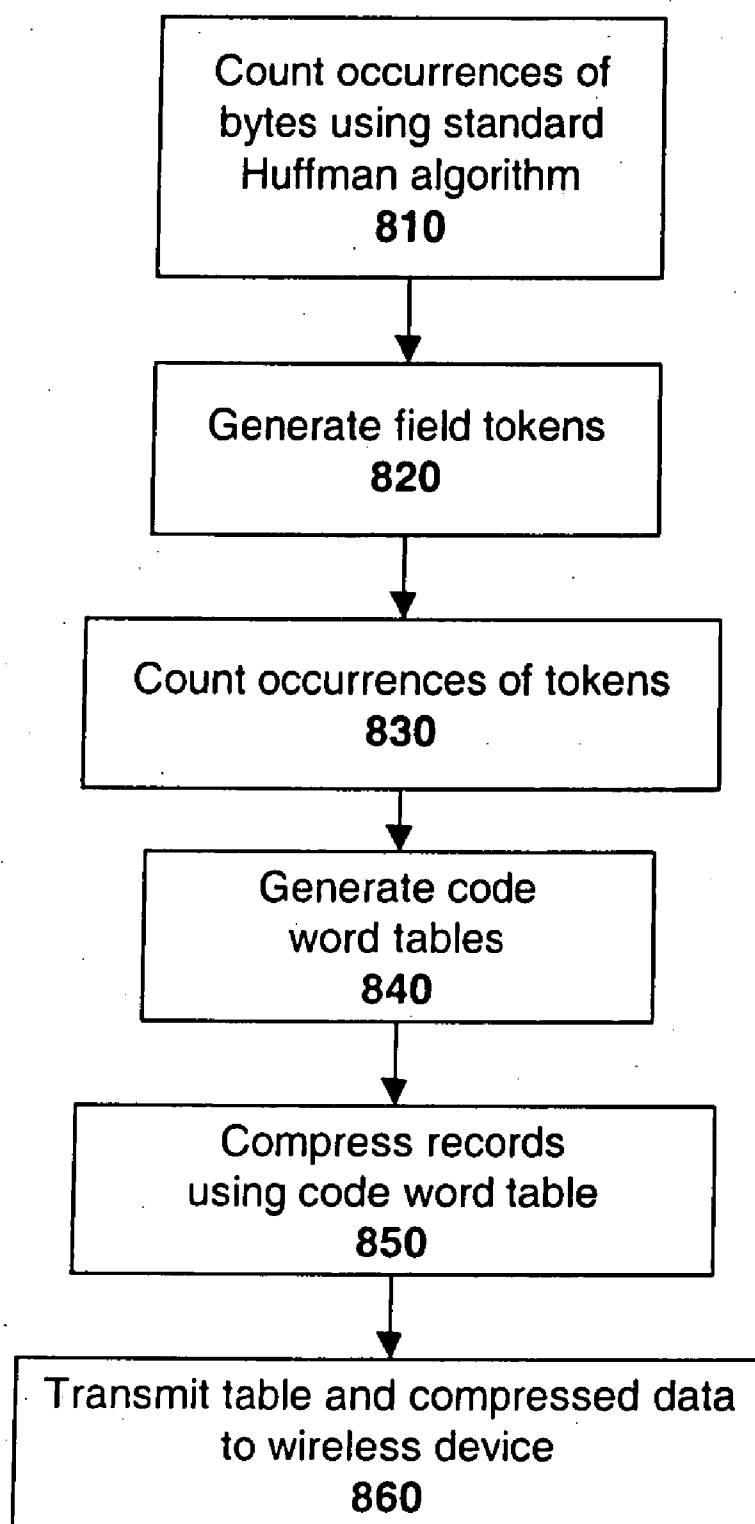 Count occurrences of
bytes using standard
Huffman algorithm
810
Generate field tokens
820
Count occurrences of tokens
830
Generate code
word tables
840
Compress records
using code word table
850
Transmit table and compressed data
to wireless device
860